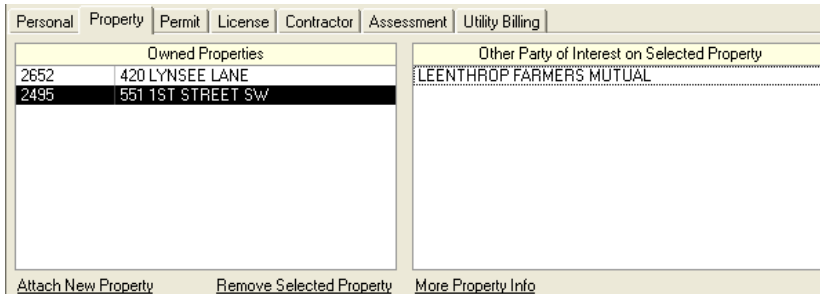 Personal Property Permit License Contractor Assessment Utility Billing
Owned Properties
2652 420 LYNSEE LANE
2495 551 1ST STREET SW
Other Party of Interest on Selected Property
LEENTHROP FARMERS MUTUAL
Attach New Property Remove Selected Property More Property Info